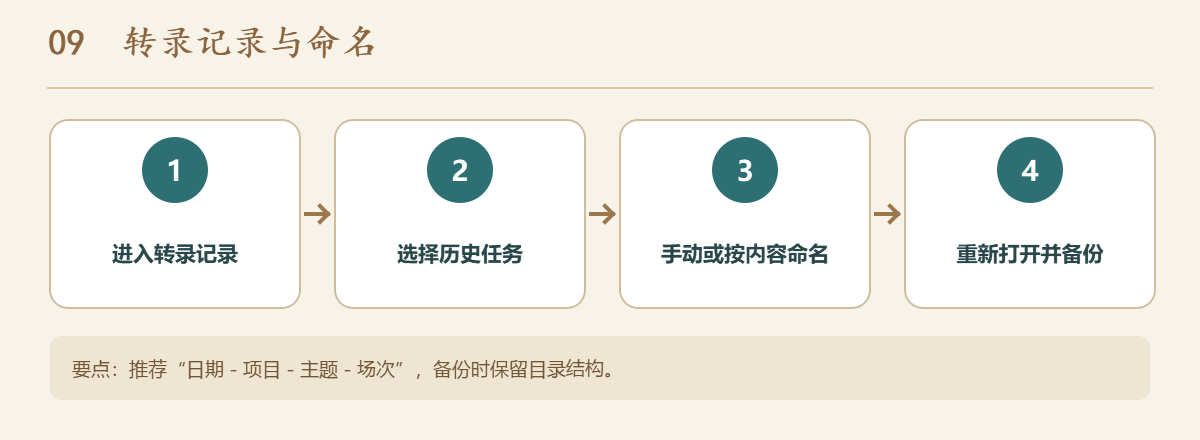 09 转录记录与命名
1
2
3
4
进入转录记录
选择历史任务
手动或按内容命名
重新打开并备份
要点：推荐“日期 - 项目 - 主题 - 场次”，备份时保留目录结构。